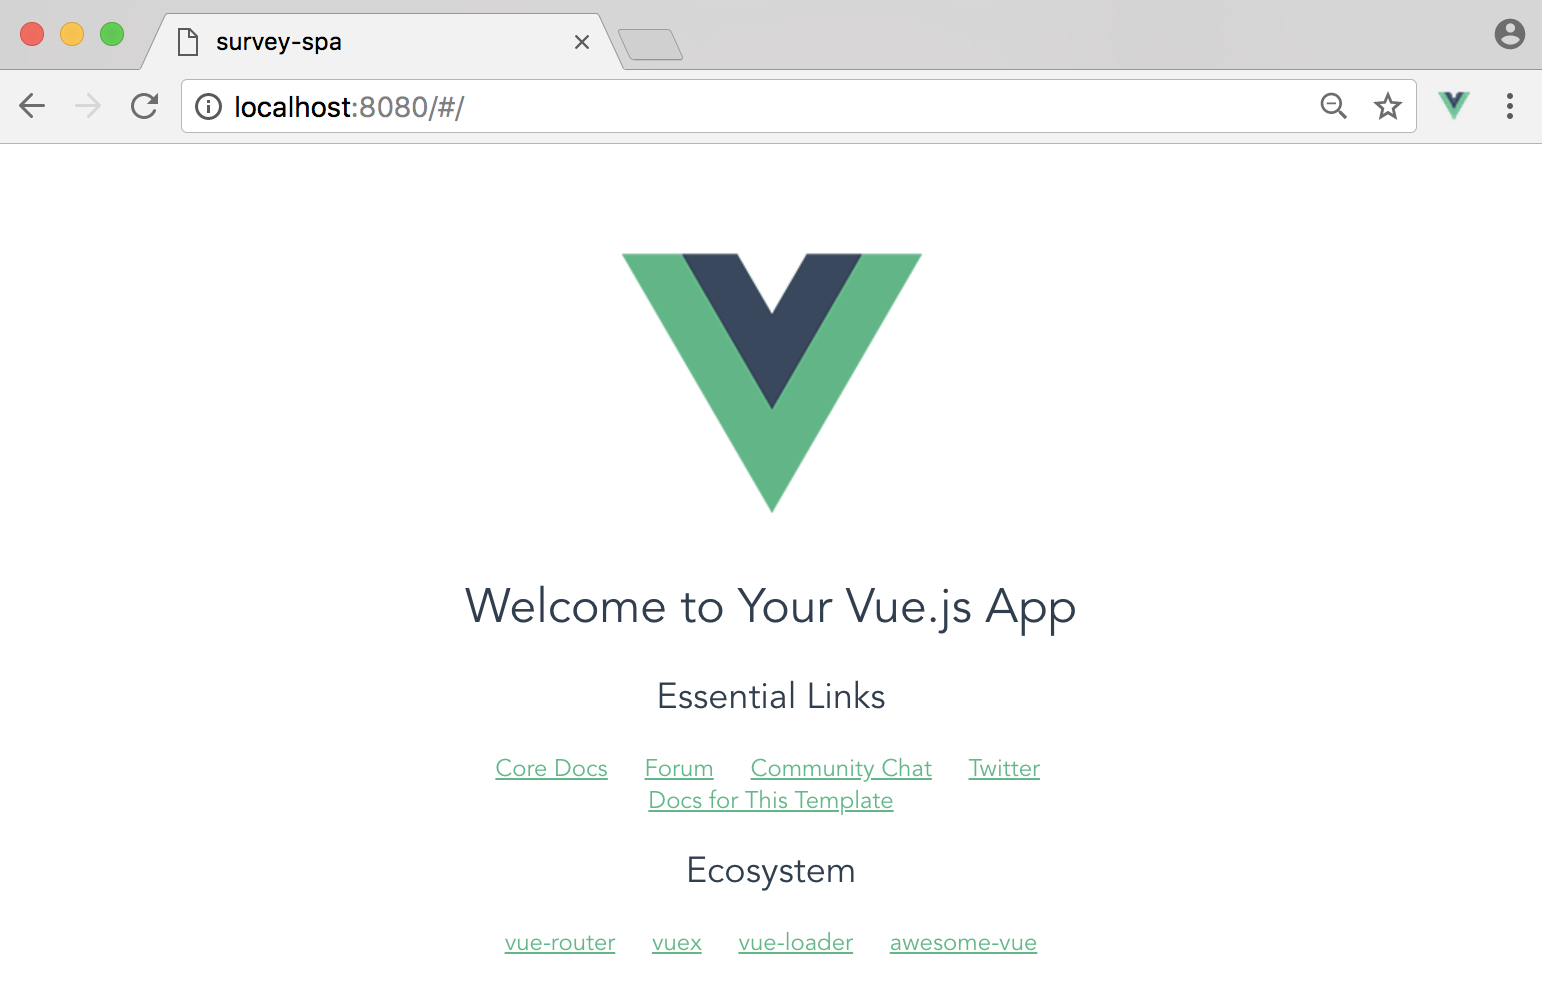 survey-spa
localhost:8080/#/
Welcome to Your Vue.js App
Essential Links
Core Docs Forum Community Chat Twitter
Docs for This Template
Ecosystem
vue-router vuex vue-loader awesome-vue